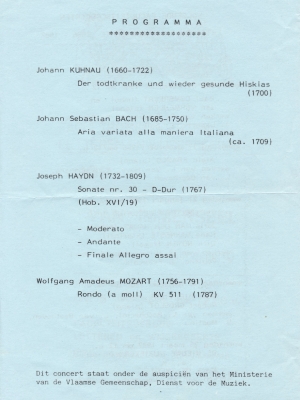 PROGRAMMA
*******************
Johann KUHNAU (1660-1722)
Der todtkranke und wieder gesunde Hiskias
(1700)
Johann Sebastian BACH (1685-1750)
Aria variata alla maniera Italiana
(ca. 1709)
Joseph HAYDN (1732-1809)
Sonate nr. 30 - D-Dur (1767)
(Hob. XVI/19)
- Moderato
- Andante
- Finale Allegro assai
Wolfgang Amadeus MOZART (1756-1791)
Rondo (a moll) KV 511 (1787)
Dit concert staat onder de auspiciën van het Ministerie
van de Vlaamse Gemeenschap, Dienst voor de Muziek.